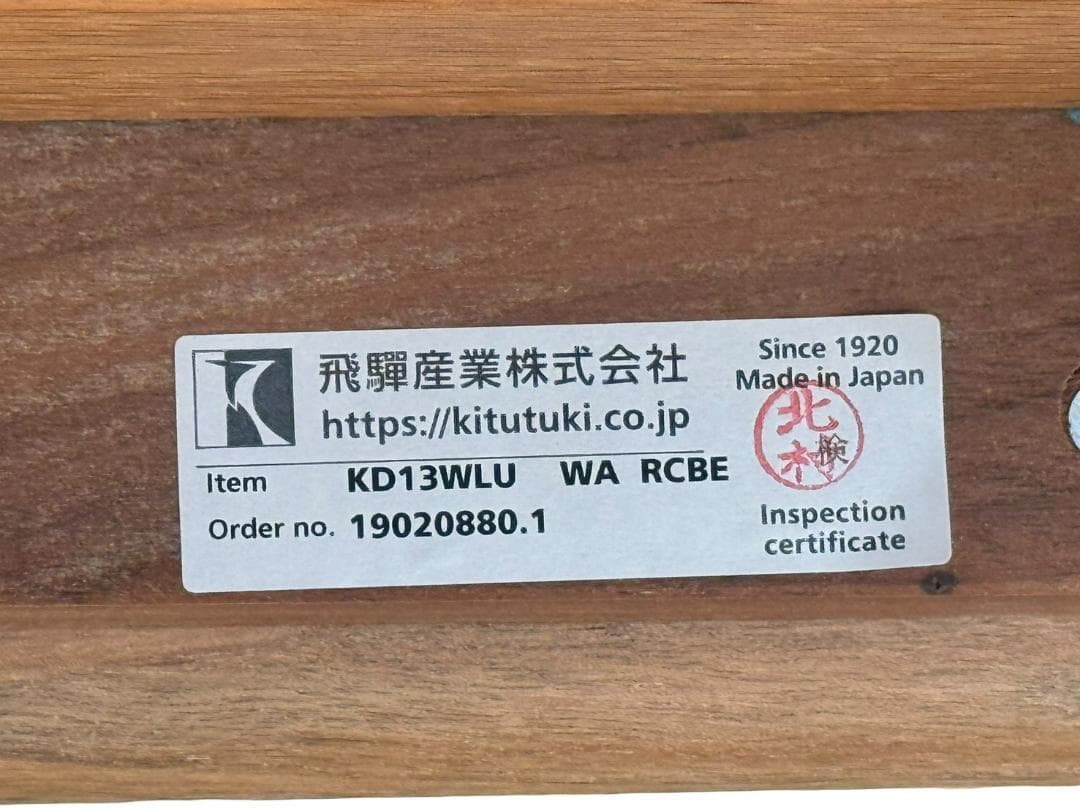 飛驒産業株式会社
https://kitutuki.co.jp
Since 1920
Made in Japan
Item KD13WLU WA RCBE
Order no. 19020880.1
北村
検
Inspection
certificate